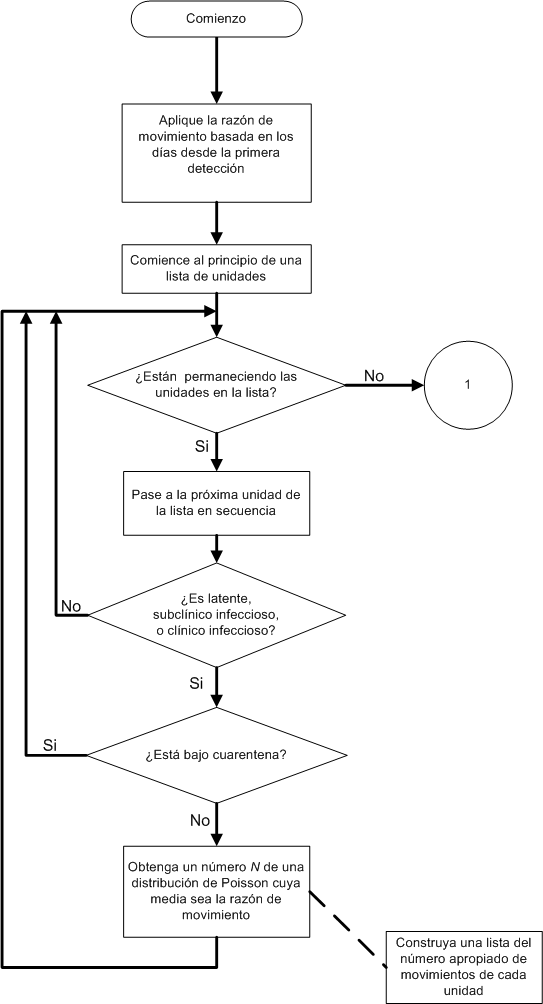 Comienzo
Aplique la razón de
movimiento basada en los
días desde la primera
detección
Comience al principio de una
lista de unidades
¿Están permaneciendo las
unidades en la lista?
No
1
Si
Pase a la próxima unidad de
la lista en secuencia
¿Es latente,
subclínico infeccioso,
o clínico infeccioso?
No
Si
¿Está bajo cuarentena?
Si
No
Obtenga un número N de una
distribución de Poisson cuya
media sea la razón de
movimiento
Construya una lista del
número apropiado de
movimientos de cada
unidad